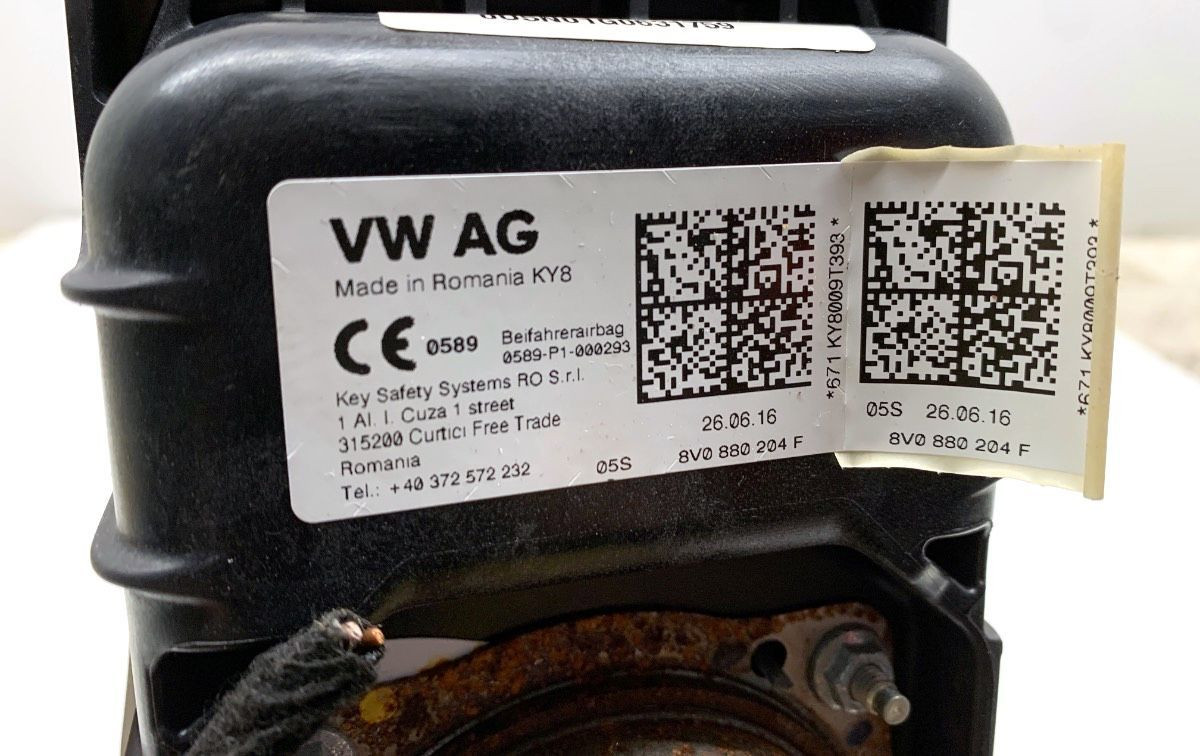 VW AG
Made in Romania KY8
CE 0589
Beifahrerairbag
0589-P1-000293
Key Safety Systems RO S.r.l.
1 Al. I. Cuza 1 street
315200 Curtici Free Trade
Romania
Tel.: +40 372 572 232
05S
26.06.16
8V0 880 204 F
*671 KY8009T393 *
05S 26.06.16
8V0 880 204 F